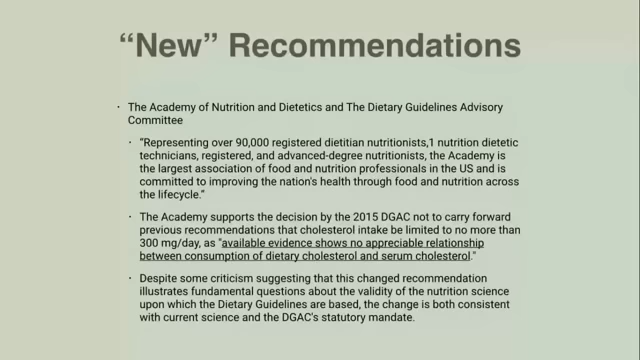 “New” Recommendations
· The Academy of Nutrition and Dietetics and The Dietary Guidelines Advisory
Committee
· “Representing over 90,000 registered dietitian nutritionists,1 nutrition dietetic
technicians, registered, and advanced-degree nutritionists, the Academy is
the largest association of food and nutrition professionals in the US and is
committed to improving the nation's health through food and nutrition across
the lifecycle.”
· The Academy supports the decision by the 2015 DGAC not to carry forward
previous recommendations that cholesterol intake be limited to no more than
300 mg/day, as "available evidence shows no appreciable relationship
between consumption of dietary cholesterol and serum cholesterol."
· Despite some criticism suggesting that this changed recommendation
illustrates fundamental questions about the validity of the nutrition science
upon which the Dietary Guidelines are based, the change is both consistent
with current science and the DGAC's statutory mandate.